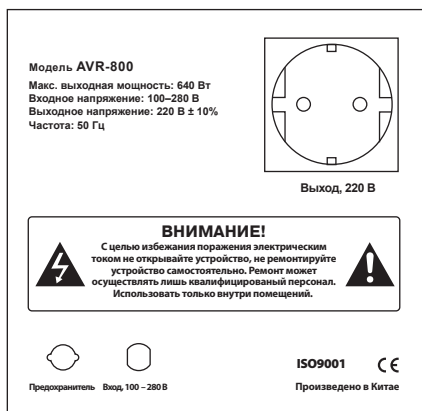 Модель AVR-800
Макс. выходная мощность: 640 Вт
Входное напряжение: 100–280 В
Выходное напряжение: 220 В ± 10%
Частота: 50 Гц
Выход, 220 В
ВНИМАНИЕ!
С целью избежания поражения электрическим
током не открывайте устройство, не ремонтируйте
устройство самостоятельно. Ремонт может
осуществлять лишь квалифицированый персонал.
Использовать только внутри помещений.
Предохранитель
Вход, 100 – 280 В
ISO9001 CE
Произведено в Китае